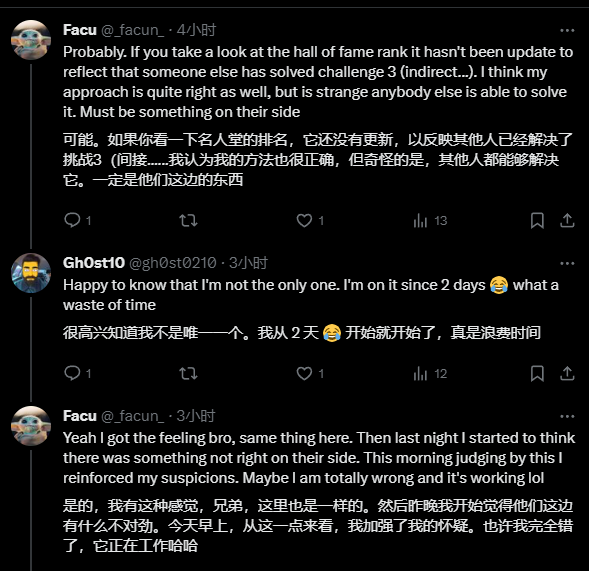 Facu @_facun_ · 4小时
Probably. If you take a look at the hall of fame rank it hasn't been update to
reflect that someone else has solved challenge 3 (indirect...). I think my
approach is quite right as well, but is strange anybody else is able to solve
it. Must be something on their side
可能。如果你看一下名人堂的排名，它还没有更新，以反映其他人已经解决了
挑战3（间接......我认为我的方法也很正确，但奇怪的是，其他人都能够解决
它。一定是他们这边的东西
1
1
13
Gh0st10 @gh0st0210 · 3小时
Happy to know that I'm not the only one. I'm on it since 2 days 😂 what a
waste of time
很高兴知道我不是唯一一个。我从 2 天 😂 开始就开始了，真是浪费时间
1
1
12
Facu @_facun_ · 3小时
Yeah I got the feeling bro, same thing here. Then last night I started to think
there was something not right on their side. This morning judging by this I
reinforced my suspicions. Maybe I am totally wrong and it's working lol
是的，我有这种感觉，兄弟，这里也是一样的。然后昨晚我开始觉得他们这边
有什么不对劲。今天早上，从这一点来看，我加强了我的怀疑。也许我完全错
了，它正在工作哈哈